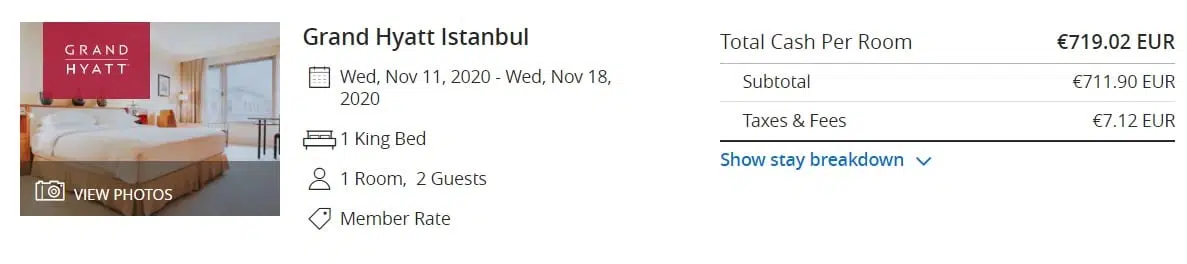 GRAND
HYATT
VIEW PHOTOS
Grand Hyatt Istanbul
Wed, Nov 11, 2020 - Wed, Nov 18,
2020
1 King Bed
1 Room, 2 Guests
Member Rate
Total Cash Per Room €719.02 EUR
Subtotal €711.90 EUR
Taxes & Fees €7.12 EUR
Show stay breakdown